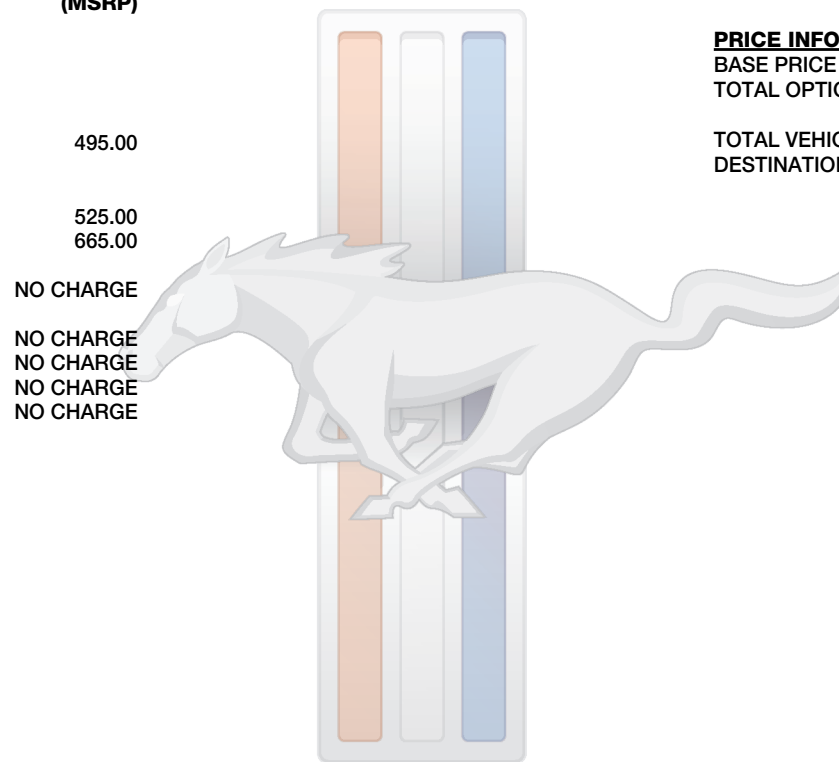 (MSRP)
495.00
525.00
665.00
NO CHARGE
NO CHARGE
NO CHARGE
NO CHARGE
NO CHARGE
PRICE INFO
BASE PRICE
TOTAL OPTIO
TOTAL VEHIC
DESTINATION